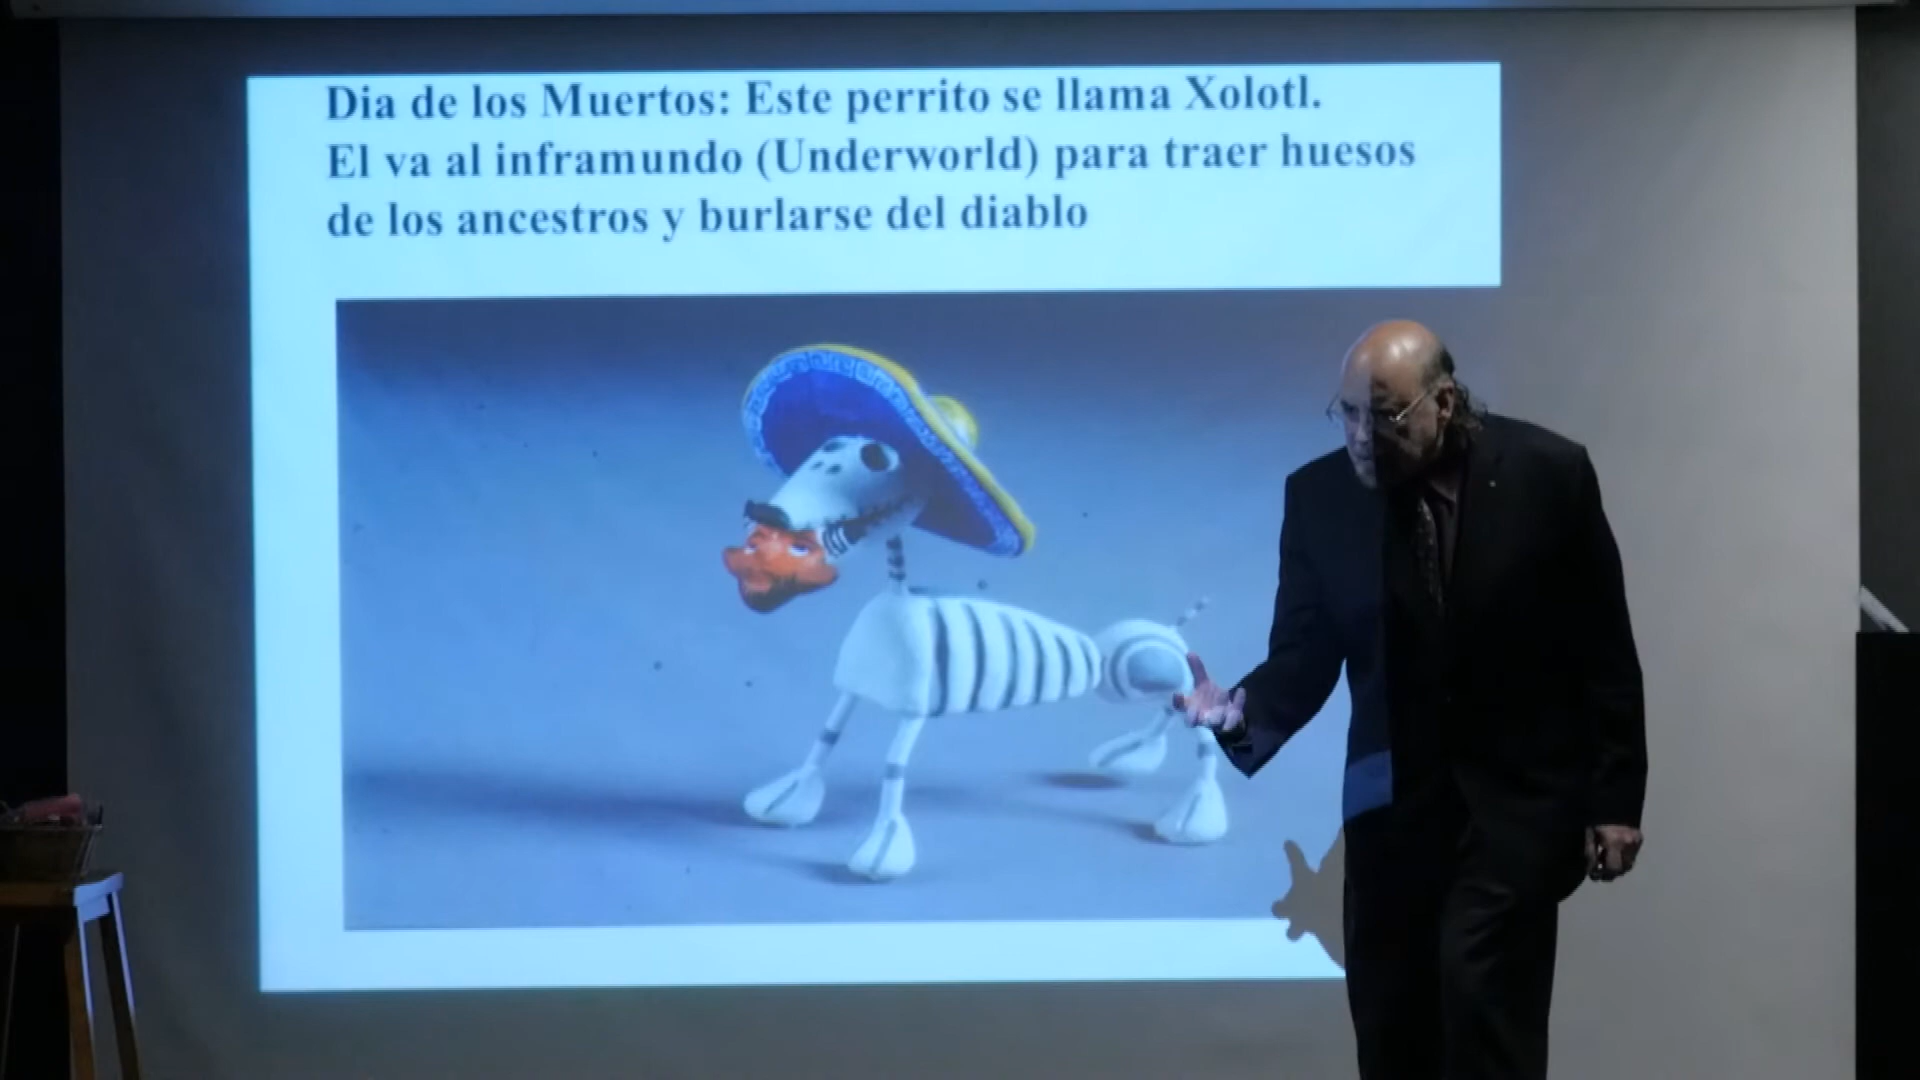 Dia de los Muertos: Este perrito se llama Xolotl.
El va al inframundo (Underworld) para traer huesos
de los ancestros y burlarse del diablo